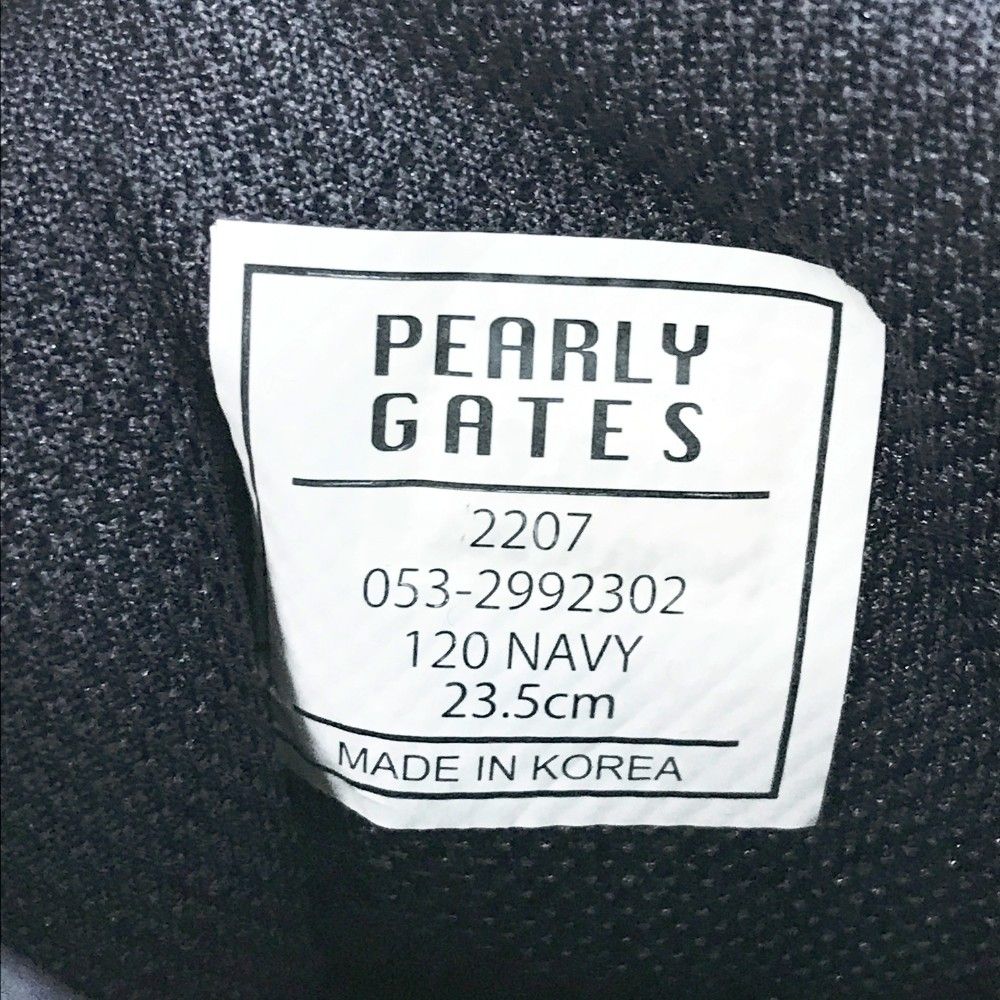 PEARLY
GATES
2207
053-2992302
120 NAVY
23.5cm
MADE IN KOREA